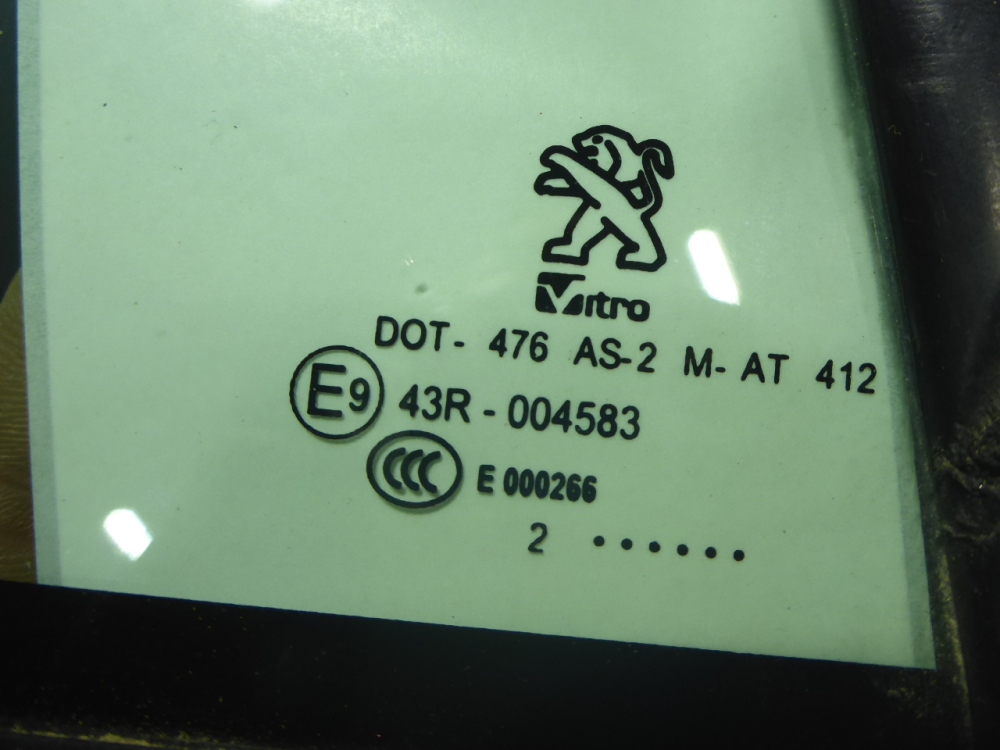 Vitro
DOT- 476 AS-2 M- AT 412
E9 43R - 004583
CCC E 000266
2 ••••••